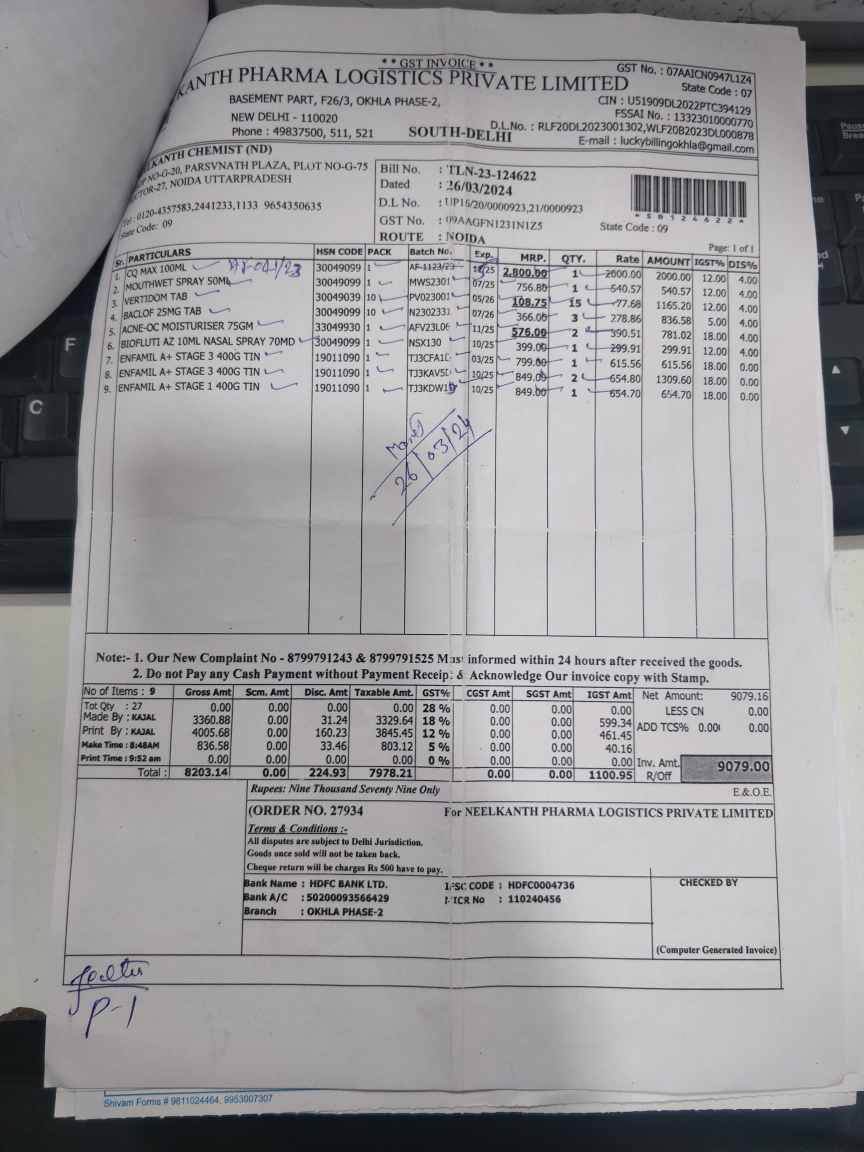 * * GST INVOICE * *
KANTH PHARMA LOGISTICS PRIVATE LIMITED
BASEMENT PART, F26/3, OKHLA PHASE-2,
NEW DELHI - 110020
Phone : 49837500, 511, 521
SOUTH-DELHI
GST No. : 07AAICN0947L1Z4
State Code : 07
CIN : U51909DL2022PTC394129
FSSAI No. : 13323010000770
D.L.No. : RLF20DL2023001302,WLF20B2023DL000878
E-mail : luckybillingokhla@gmail.com
ELKANTH CHEMIST (ND)
OP NO-G-20, PARSVNATH PLAZA, PLOT NO-G-75
CTOR-27, NOIDA UTTARPRADESH
Tel : 0120-4357583,2441233,1133 9654350635
State Code: 09
Bill No. : TLN-23-124622
Dated : 26/03/2024
D.L. No. : UP16/20/0000923,21/0000923
GST No. : 09AAGFN1231N1Z5
ROUTE : NOIDA
* 5 8 1 2 4 6 2 2 *
State Code : 09
Page: 1 of 1
Sr. PARTICULARS HSN CODE PACK Batch No. Exp. MRP. QTY. Rate AMOUNT IGST% DIS%
1. CQ MAX 100ML 30049099 1 AF-1123/23 /25 2,800.00 1 2000.00 2000.00 12.00 4.00
2. MOUTHWET SPRAY 50ML 30049099 1 MWS2301 07/25 756.80 1 540.57 540.57 12.00 4.00
3. VERTIDOM TAB 30049039 10 PV023001 05/26 108.75 15 77.68 1165.20 12.00 4.00
4. BACLOF 25MG TAB 30049099 10 N2302331 07/26 366.00 3 278.86 836.58 5.00 4.00
5. ACNE-OC MOISTURISER 75GM 33049930 1 AFV23L06 11/25 576.00 2 390.51 781.02 18.00 4.00
6. BIOFLUTI AZ 10ML NASAL SPRAY 70MD 30049099 1 NSX130 10/25 399.00 1 299.91 299.91 12.00 4.00
7. ENFAMIL A+ STAGE 3 400G TIN 19011090 1 TJ3CFA1 03/25 799.00 1 615.56 615.56 18.00 0.00
8. ENFAMIL A+ STAGE 3 400G TIN 19011090 1 TJ3KAV5 10/25 849.00 2 654.80 1309.60 18.00 0.00
9. ENFAMIL A+ STAGE 1 400G TIN 19011090 1 TJ3KDW1 10/25 849.00 1 654.70 654.70 18.00 0.00
26/03/24
Note:- 1. Our New Complaint No - 8799791243 & 8799791525 Must informed within 24 hours after received the goods.
2. Do not Pay any Cash Payment without Payment Receipt & Acknowledge Our invoice copy with Stamp.
No of Items : 9 Gross Amt Scm. Amt Disc. Amt Taxable Amt. GST% CGST Amt SGST Amt IGST Amt Net Amount: 9079.16
Tot Qty : 27 0.00 0.00 0.00 0.00 28 % 0.00 0.00 0.00 LESS CN 0.00
Made By : KAJAL 3360.88 0.00 31.24 3329.64 18 % 0.00 0.00 599.34 ADD TCS% 0.00 0.00
Print By : KAJAL 4005.68 0.00 160.23 3845.45 12 % 0.00 0.00 461.45
Make Time : 8:48AM 836.58 0.00 33.46 803.12 5 % 0.00 0.00 40.16
Print Time : 9:52 am 0.00 0.00 0.00 0.00 0 % 0.00 0.00 0.00 Inv. Amt. 9079.00
Total : 8203.14 0.00 224.93 7978.21 0.00 0.00 1100.95 R/Off
Rupees: Nine Thousand Seventy Nine Only
E.& O.E.
(ORDER NO. 27934
For NEELKANTH PHARMA LOGISTICS PRIVATE LIMITED
Terms & Conditions :-
All disputes are subject to Delhi Jurisdiction.
Goods once sold will not be taken back.
Cheque return will be charges Rs 500 have to pay.
Bank Name : HDFC BANK LTD. IFSC CODE : HDFC0004736
Bank A/C : 50200093566429 MICR No : 110240456
Branch : OKHLA PHASE-2
CHECKED BY
(Computer Generated Invoice)
P-1
Shivam Forms # 9811024464, 9953007307
Pause
Brea
F
C